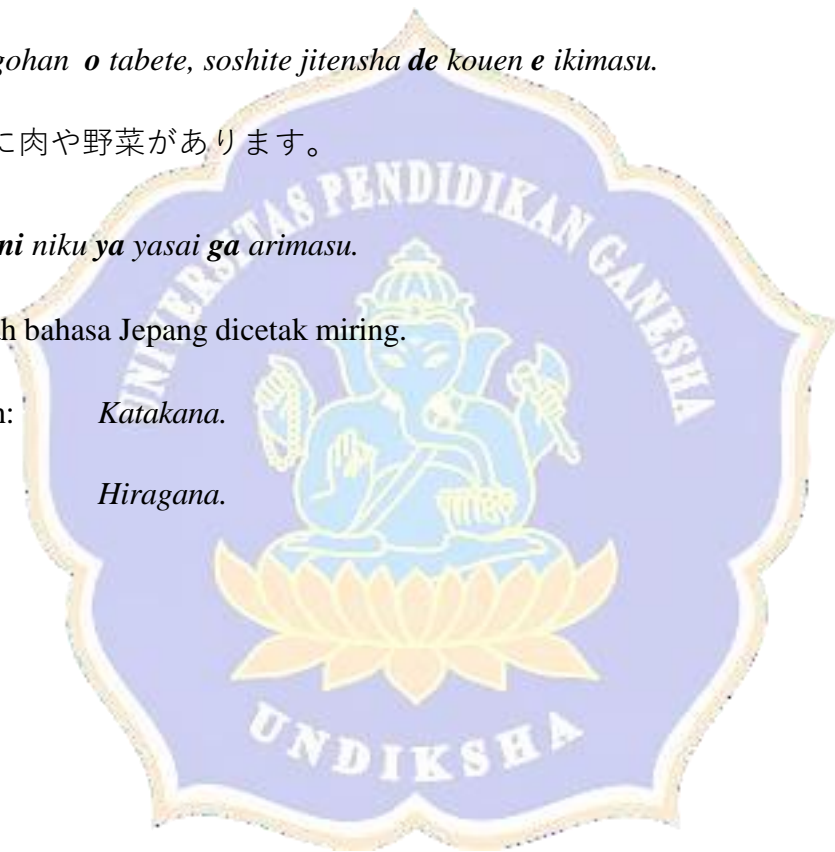 gohan o tabete, soshite jitensha de kouen e ikimasu.
に肉や野菜があります。
ni niku ya yasai ga arimasu.
h bahasa Jepang dicetak miring.
n: Katakana.
Hiragana.
UNIVERSITAS PENDIDIKAN GANESHA
UNDIKSHA